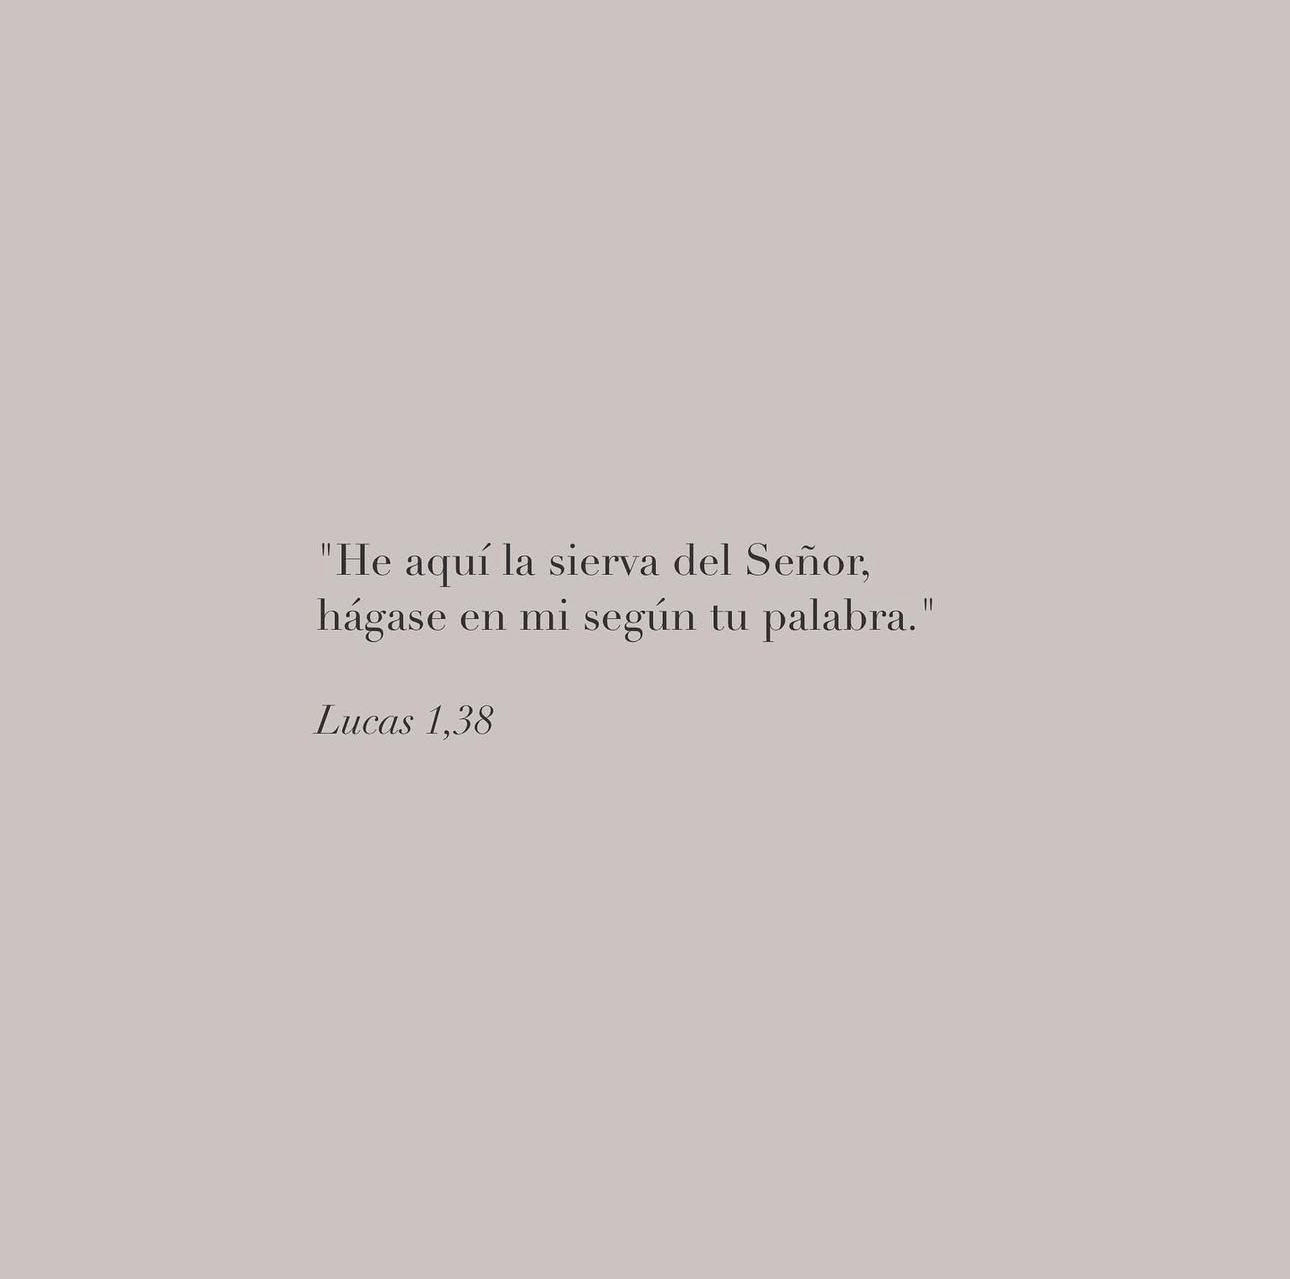 "He aquí la sierva del Señor,
hágase en mi según tu palabra."
Lucas 1,38